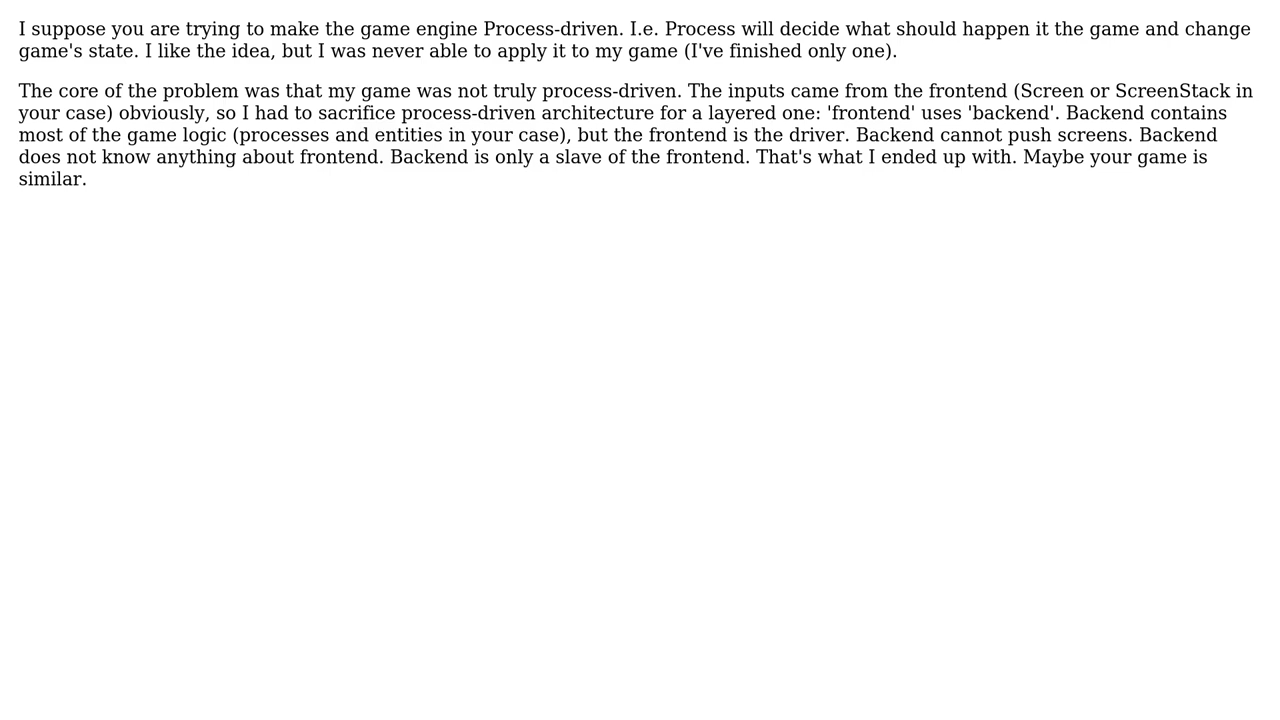 I suppose you are trying to make the game engine Process-driven. I.e. Process will decide what should happen it the game and change
game's state. I like the idea, but I was never able to apply it to my game (I've finished only one).
The core of the problem was that my game was not truly process-driven. The inputs came from the frontend (Screen or ScreenStack in
your case) obviously, so I had to sacrifice process-driven architecture for a layered one: 'frontend' uses 'backend'. Backend contains
most of the game logic (processes and entities in your case), but the frontend is the driver. Backend cannot push screens. Backend
does not know anything about frontend. Backend is only a slave of the frontend. That's what I ended up with. Maybe your game is
similar.